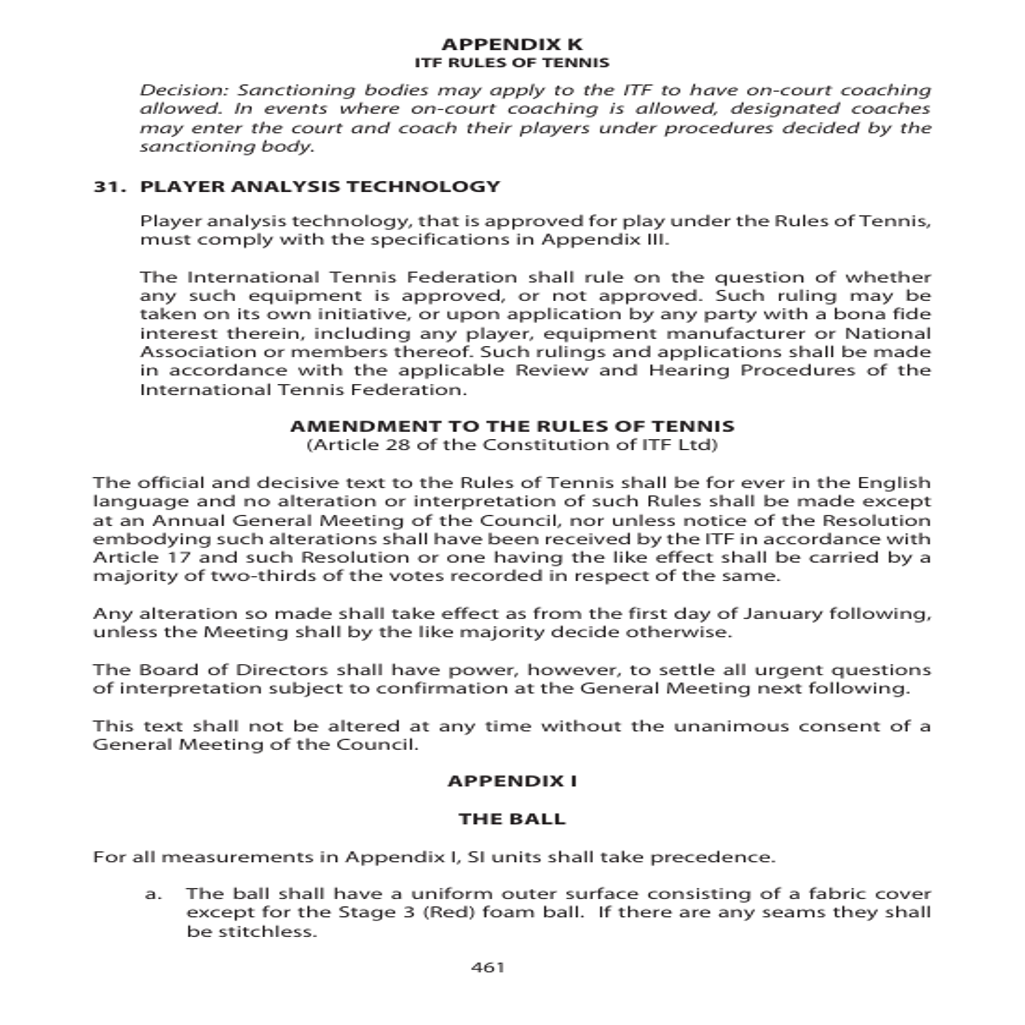 APPENDIX K
ITF RULES OF TENNIS
Decision: Sanctioning bodies may apply to the ITF to have on-court coaching
allowed. In events where on-court coaching is allowed, designated coaches
may enter the court and coach their players under procedures decided by the
sanctioning body.
31. PLAYER ANALYSIS TECHNOLOGY
Player analysis technology, that is approved for play under the Rules of Tennis,
must comply with the specifications in Appendix III.
The International Tennis Federation shall rule on the question of whether
any such equipment is approved, or not approved. Such ruling may be
taken on its own initiative, or upon application by any party with a bona fide
interest therein, including any player, equipment manufacturer or National
Association or members thereof. Such rulings and applications shall be made
in accordance with the applicable Review and Hearing Procedures of the
International Tennis Federation.
AMENDMENT TO THE RULES OF TENNIS
(Article 28 of the Constitution of ITF Ltd)
The official and decisive text to the Rules of Tennis shall be for ever in the English
language and no alteration or interpretation of such Rules shall be made except
at an Annual General Meeting of the Council, nor unless notice of the Resolution
embodying such alterations shall have been received by the ITF in accordance with
Article 17 and such Resolution or one having the like effect shall be carried by a
majority of two-thirds of the votes recorded in respect of the same.
Any alteration so made shall take effect as from the first day of January following,
unless the Meeting shall by the like majority decide otherwise.
The Board of Directors shall have power, however, to settle all urgent questions
of interpretation subject to confirmation at the General Meeting next following.
This text shall not be altered at any time without the unanimous consent of a
General Meeting of the Council.
APPENDIX I
THE BALL
For all measurements in Appendix I, SI units shall take precedence.
a. The ball shall have a uniform outer surface consisting of a fabric cover
except for the Stage 3 (Red) foam ball. If there are any seams they shall
be stitchless.
461